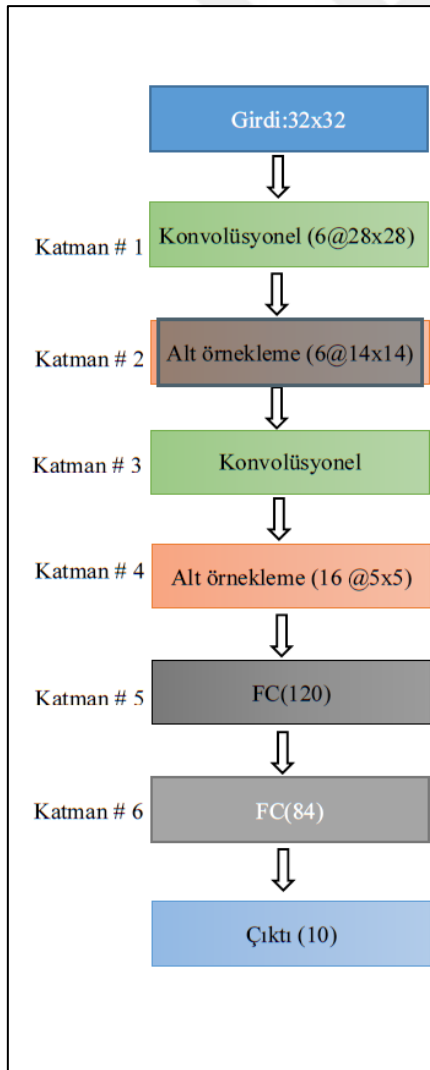 Girdi:32x32
Katman # 1 Konvolüsyonel (6@28x28)
Katman # 2 Alt örnekleme (6@14x14)
Katman # 3 Konvolüsyonel
Katman # 4 Alt örnekleme (16 @5x5)
Katman # 5 FC(120)
Katman # 6 FC(84)
Çıktı (10)